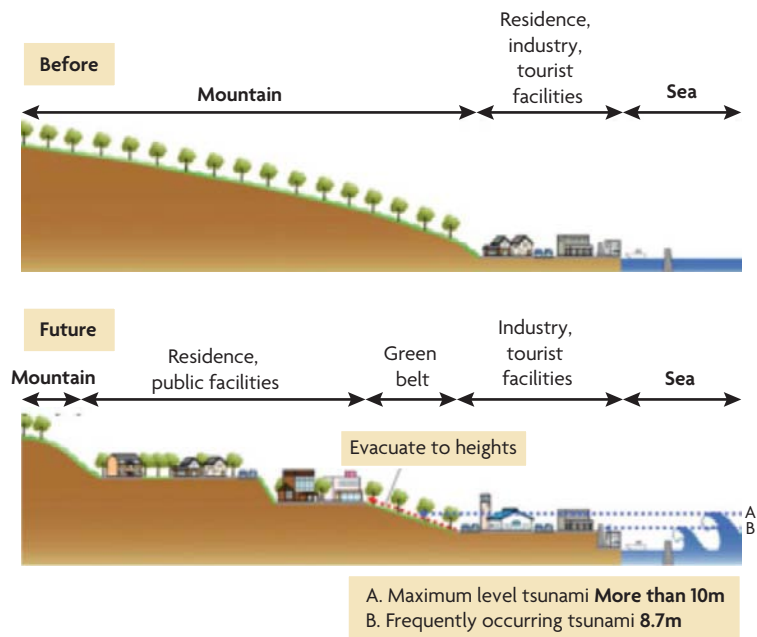 Before
Mountain
Residence,
industry,
tourist
facilities
Sea
Future
Mountain
Residence,
public facilities
Green
belt
Industry,
tourist
facilities
Sea
Evacuate to heights
A
B
A. Maximum level tsunami More than 10m
B. Frequently occurring tsunami 8.7m